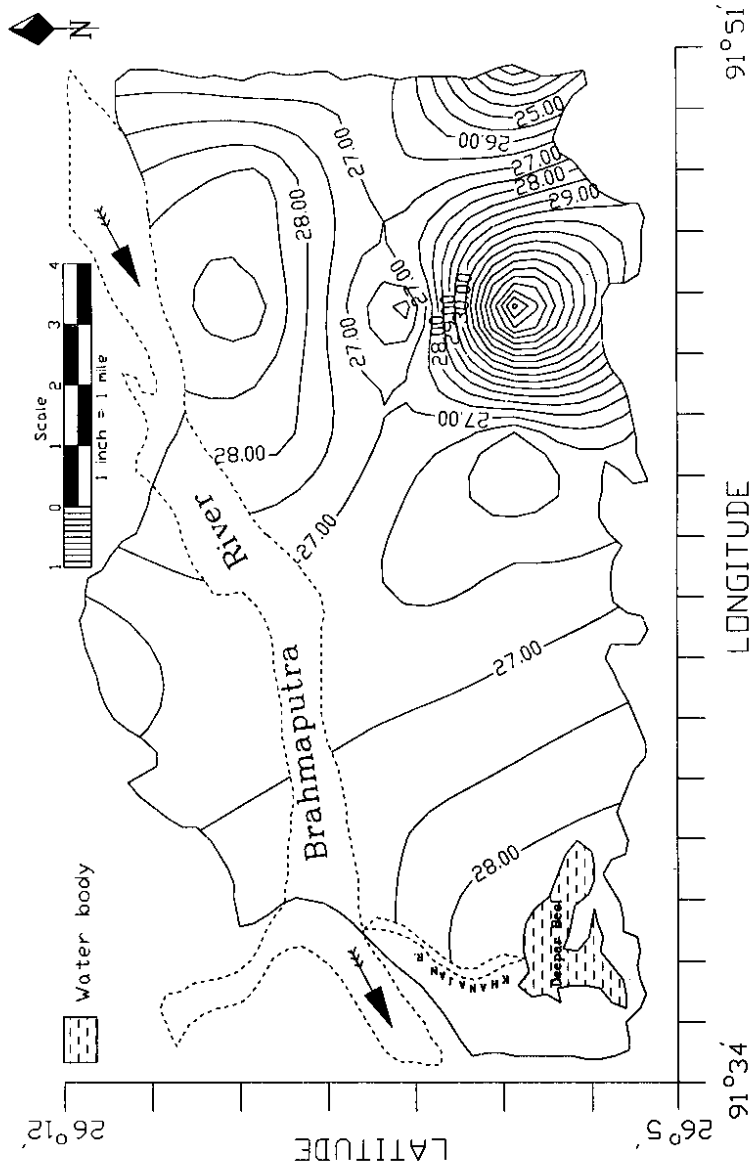 N
Water body
Scale
1 0 1 2 3 4
1 inch = 1 mile
26°12'
LATITUDE
26°5'
91°34'
LONGITUDE
91°51'
Brahmaputra
River
KHANAJAN R.
Deepar Beel
28.00
27.00
27.00
28.00
28.00
27.00
27.00
27.00
27.00
28.00
29.00
30.00
26.00
25.00
27.00
28.00
29.00